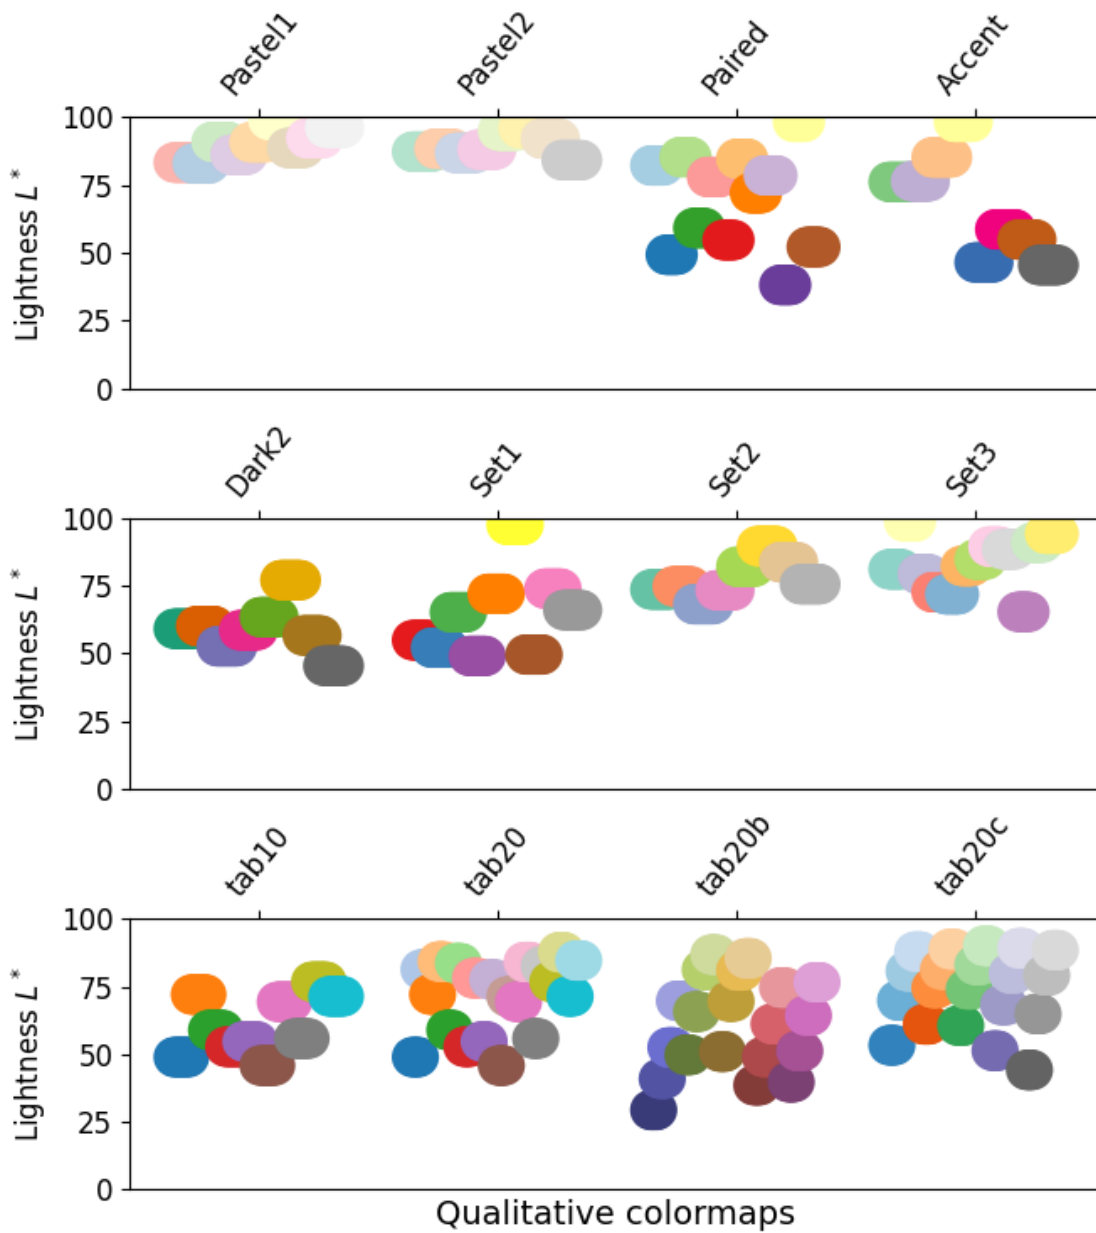 Pastel1 Pastel2 Paired Accent
100
75
50
25
0
Lightness L*
Dark2 Set1 Set2 Set3
100
75
50
25
0
Lightness L*
tab10 tab20 tab20b tab20c
100
75
50
25
0
Lightness L*
Qualitative colormaps